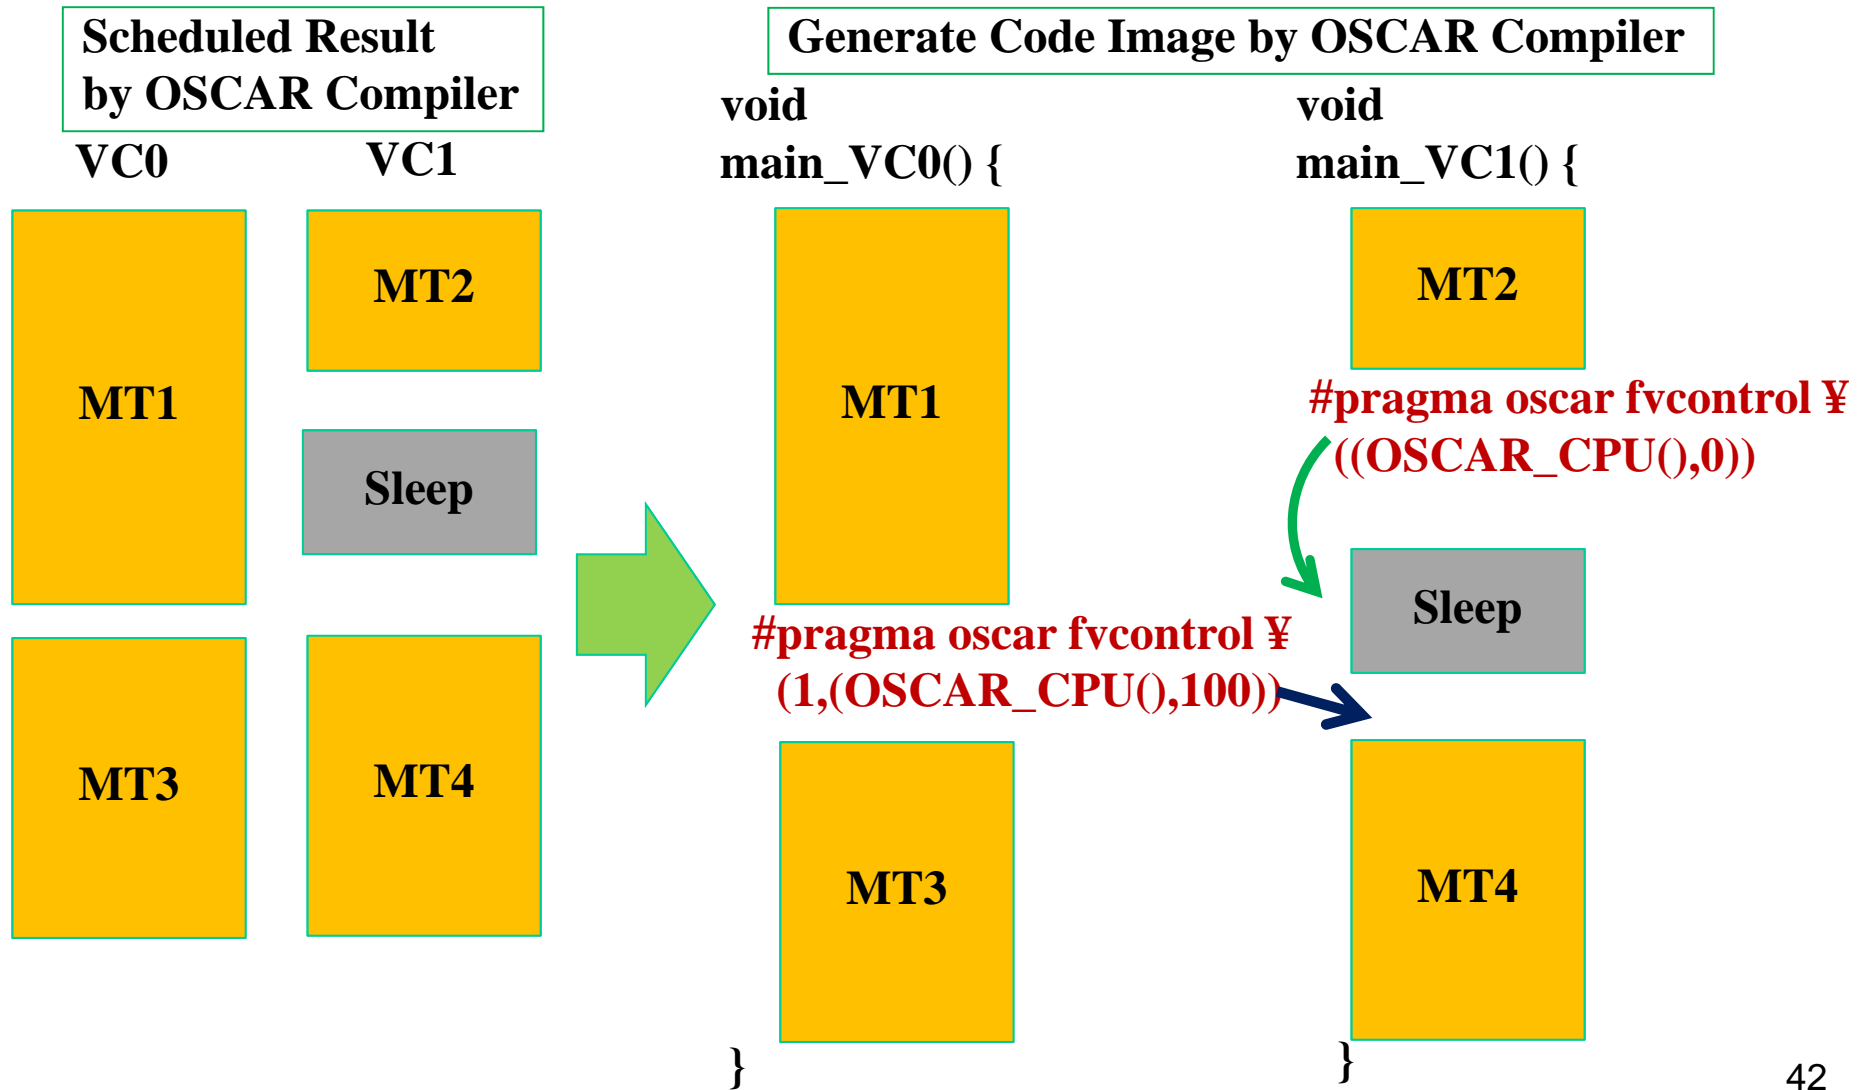 Scheduled Result
by OSCAR Compiler
VC0
VC1
MT1
MT2
Sleep
MT3
MT4
Generate Code Image by OSCAR Compiler
void
main_VC0() {
MT1
#pragma oscar fvcontrol ¥
(1,(OSCAR_CPU(),100))
MT3
}
void
main_VC1() {
MT2
#pragma oscar fvcontrol ¥
((OSCAR_CPU(),0))
Sleep
MT4
}
42